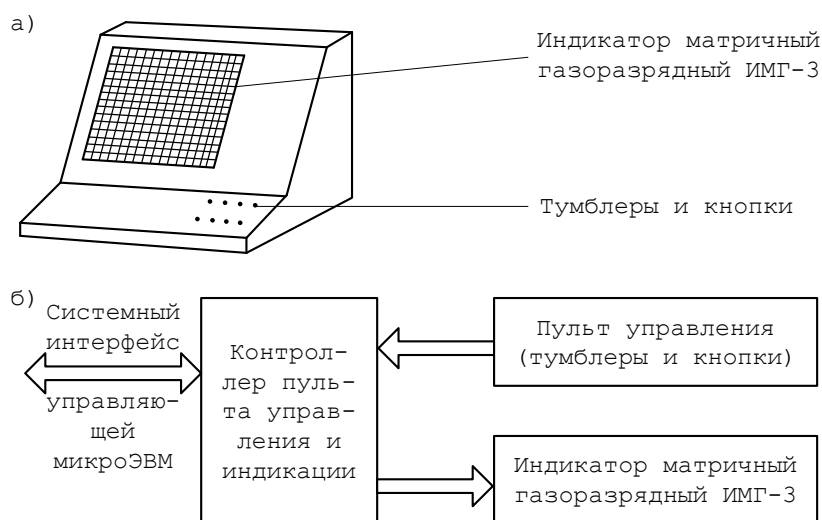 а)
Индикатор матричный
газоразрядный ИМГ-3
Тумблеры и кнопки
б)
Системный
интерфейс
управляю-
щей
микроЭВМ
Контрол-
лер пуль-
та управ-
ления и
индикации
Пульт управления
(тумблеры и кнопки)
Индикатор матричный
газоразрядный ИМГ-3